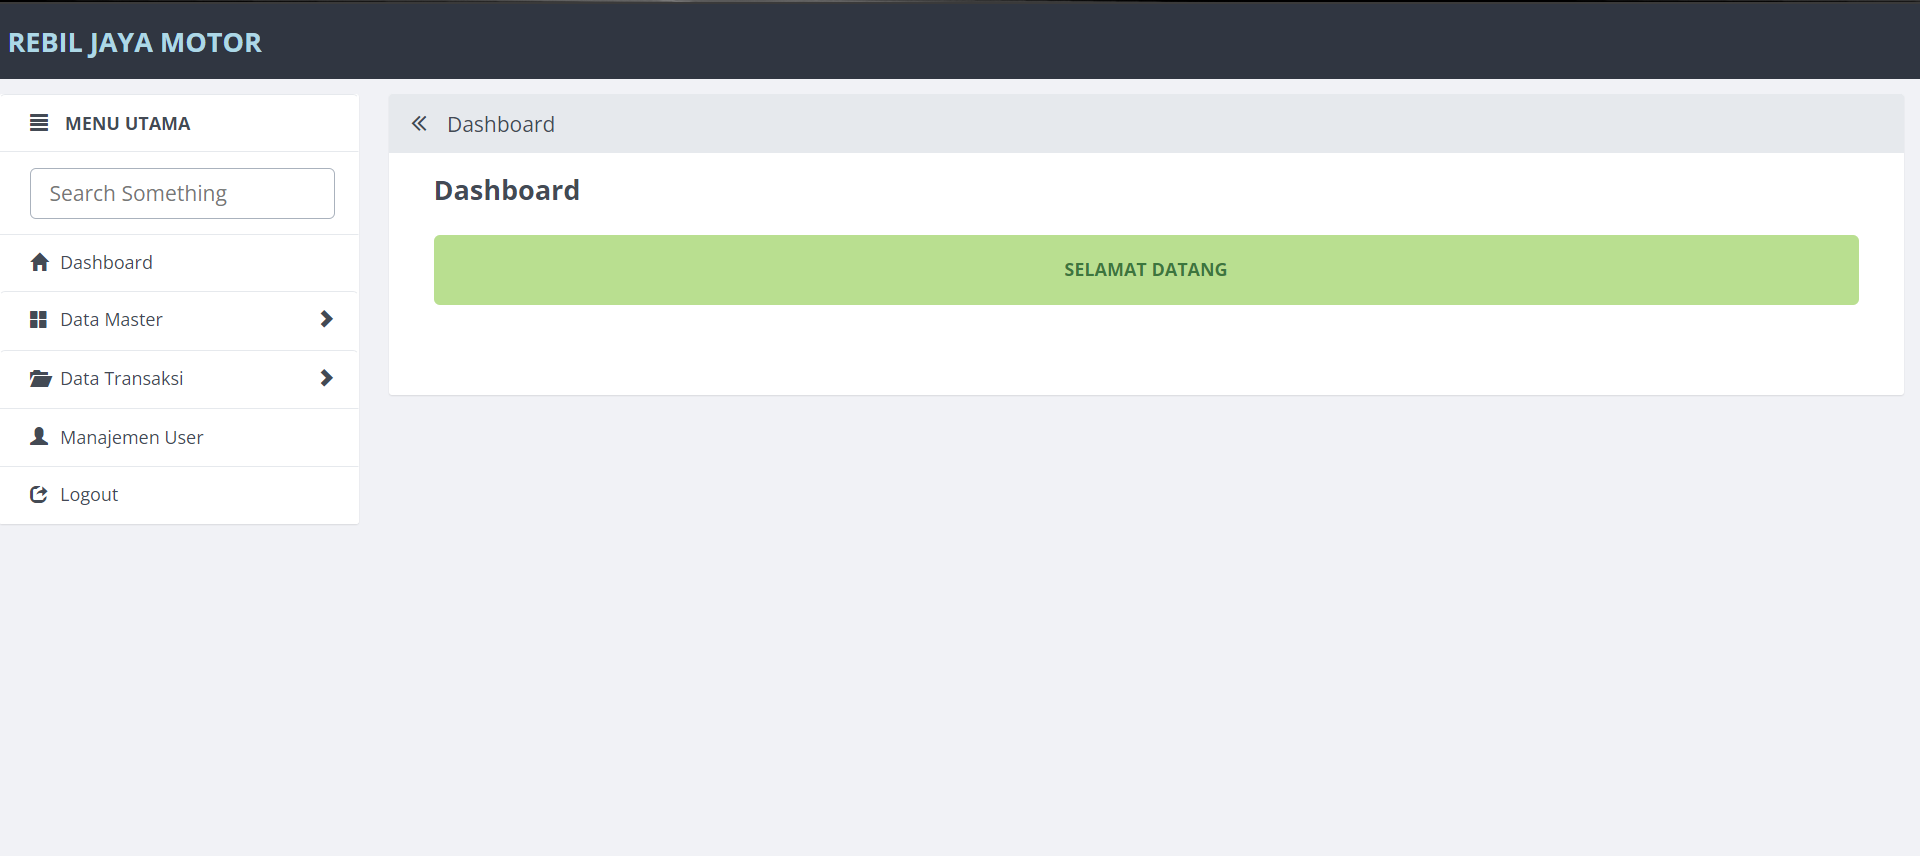 REBIL JAYA MOTOR
MENU UTAMA
Search Something
Dashboard
Data Master
Data Transaksi
Manajemen User
Logout
Dashboard
Dashboard
SELAMAT DATANG